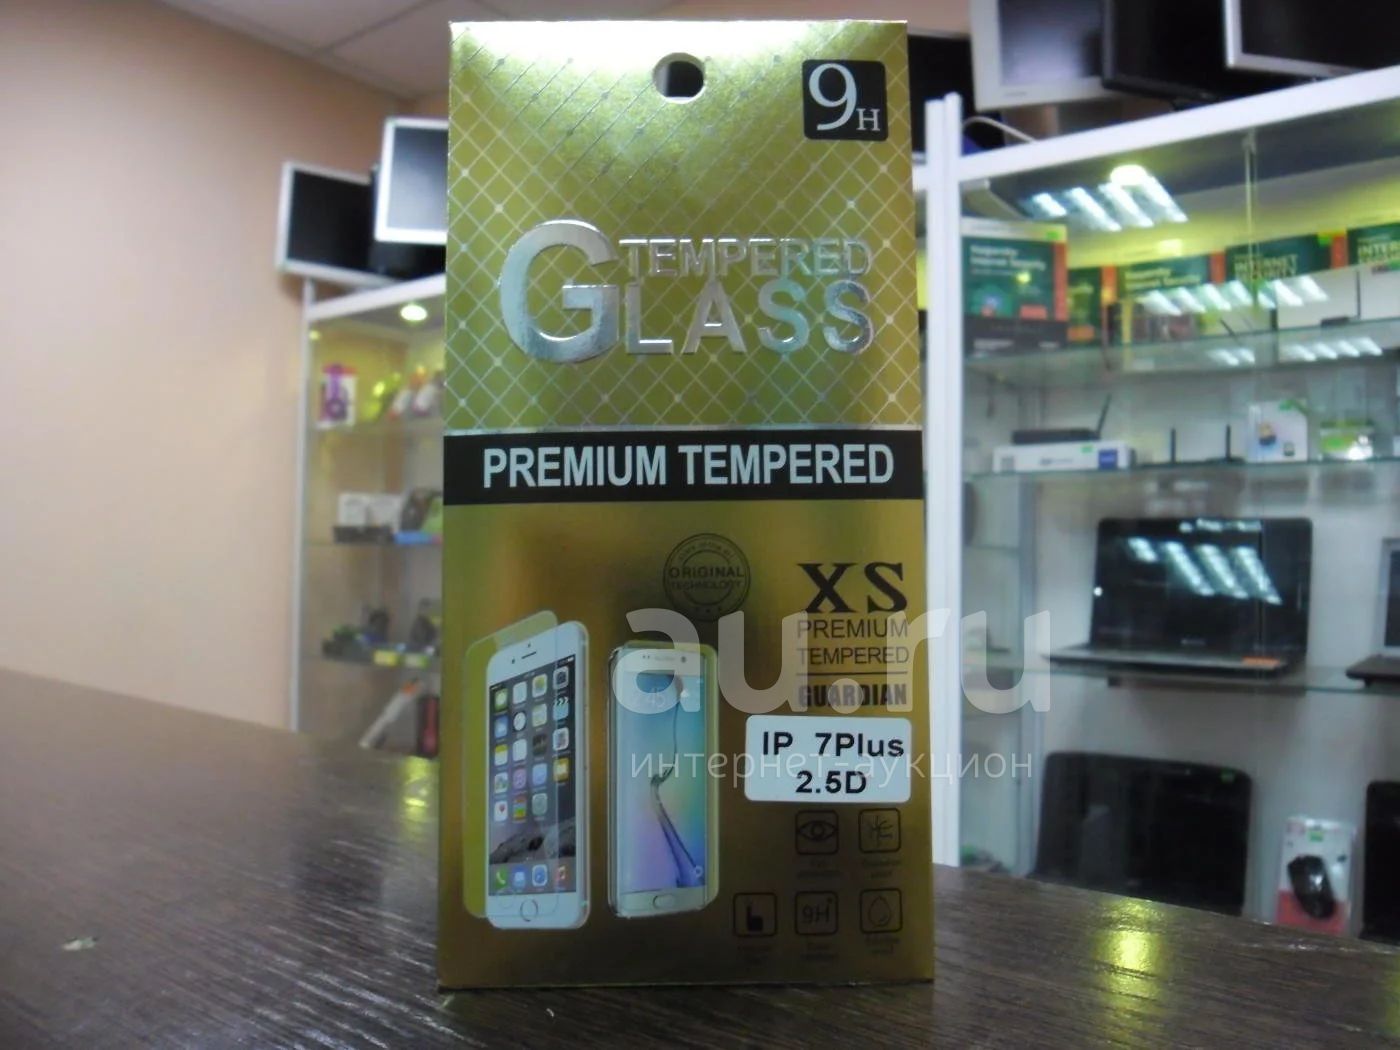 9H
TEMPERED
GLASS
PREMIUM TEMPERED
ORIGINAL
TECHNOLOGY
XS
PREMIUM
TEMPERED
GUARDIAN
au.ru
интернет-аукцион
IP 7Plus
2.5D
9H